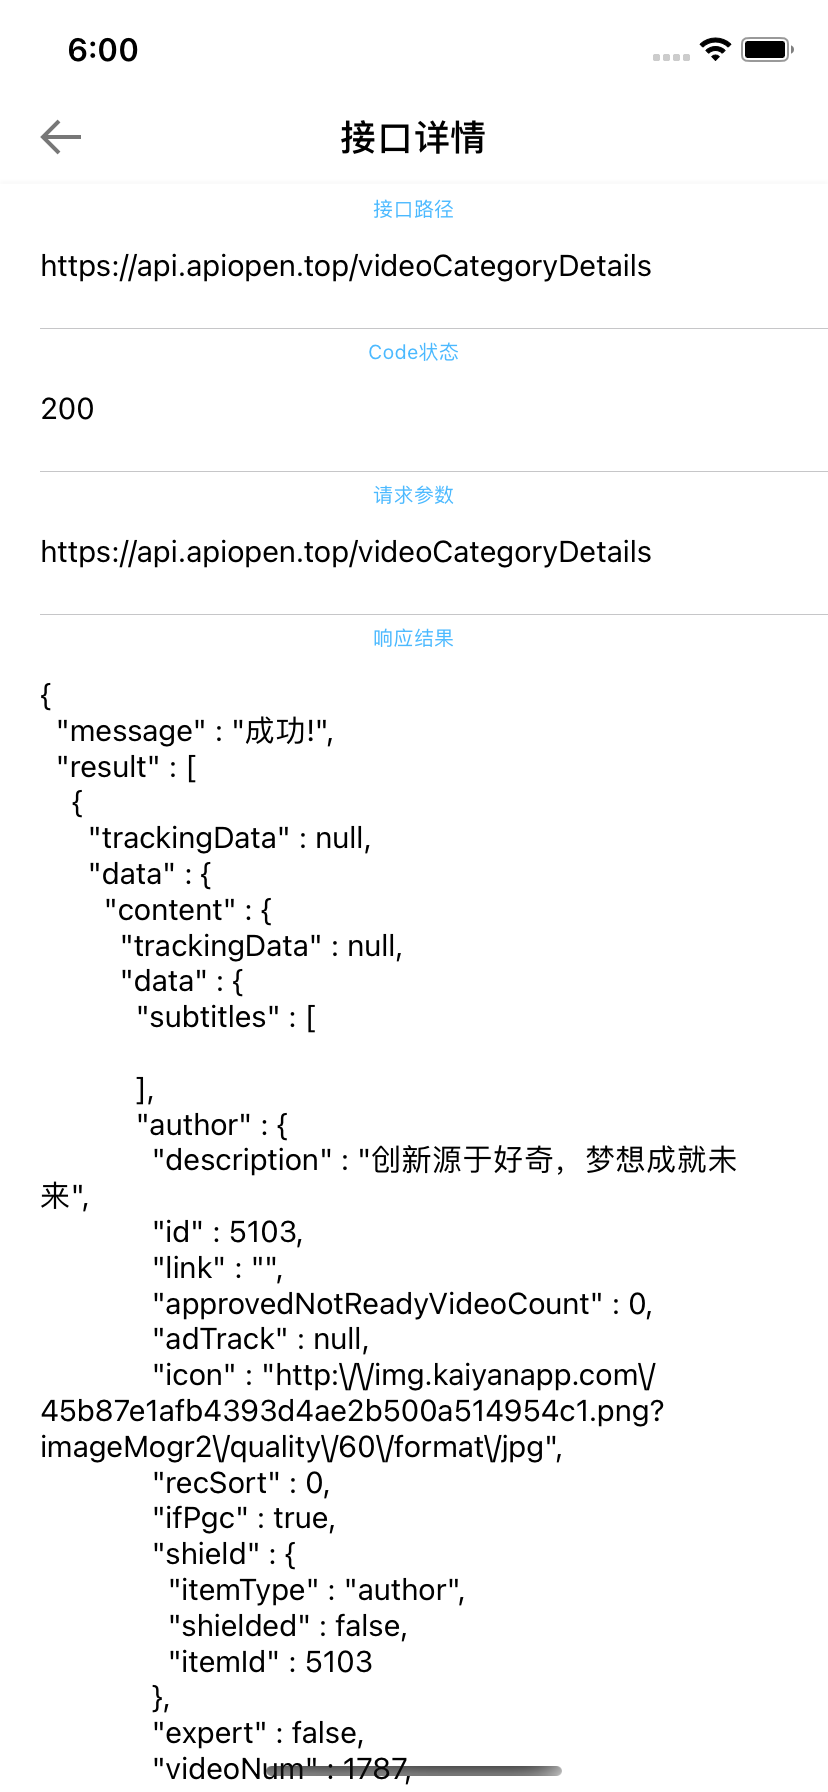 6:00
接口详情
接口路径
https://api.apiopen.top/videoCategoryDetails
Code状态
200
请求参数
https://api.apiopen.top/videoCategoryDetails
响应结果
{
"message" : "成功!",
"result" : [
{
"trackingData" : null,
"data" : {
"content" : {
"trackingData" : null,
"data" : {
"subtitles" : [
],
"author" : {
"description" : "创新源于好奇，梦想成就未
来",
"id" : 5103,
"link" : "",
"approvedNotReadyVideoCount" : 0,
"adTrack" : null,
"icon" : "http:\/\/img.kaiyanapp.com\/
45b87e1afb4393d4ae2b500a514954c1.png?
imageMogr2\/quality\/60\/format\/jpg",
"recSort" : 0,
"ifPgc" : true,
"shield" : {
"itemType" : "author",
"shielded" : false,
"itemId" : 5103
},
"expert" : false,
"videoNum" : 1787,